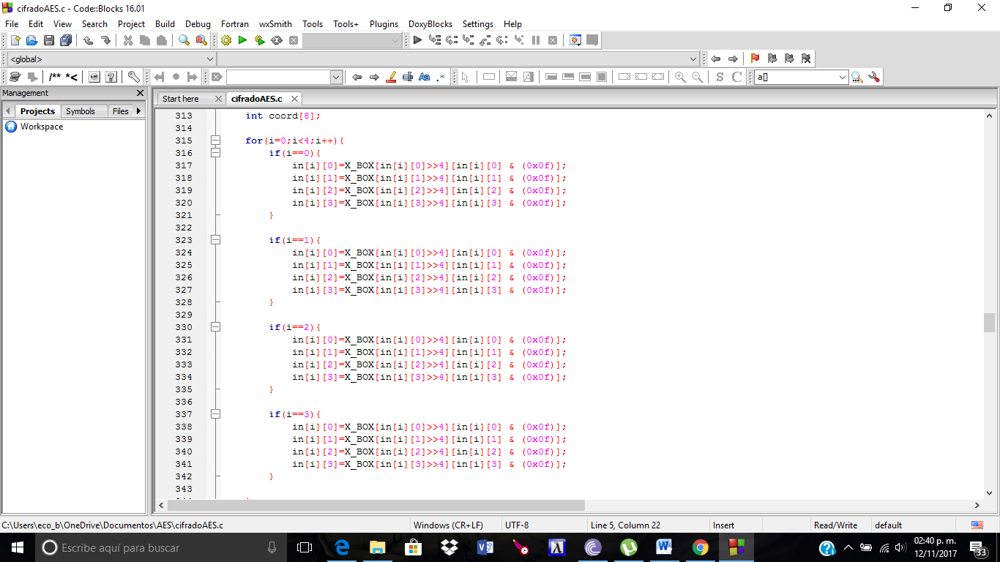 cifradoAES.c - Code::Blocks 16.01
File Edit View Search Project Build Debug Fortran wxSmith Tools Tools+ Plugins DoxyBlocks Settings Help
<global>
/** *< Aa .* S C a[]
Management
Start here cifradoAES.c
Projects Symbols Files
Workspace
313 int coord[8];
314
315 for(i=0;i<4;i++){
316 if(i==0){
317 in[i][0]=X_BOX[in[i][0]>>4][in[i][0] & (0x0f)];
318 in[i][1]=X_BOX[in[i][1]>>4][in[i][1] & (0x0f)];
319 in[i][2]=X_BOX[in[i][2]>>4][in[i][2] & (0x0f)];
320 in[i][3]=X_BOX[in[i][3]>>4][in[i][3] & (0x0f)];
321 }
322
323 if(i==1){
324 in[i][0]=X_BOX[in[i][0]>>4][in[i][0] & (0x0f)];
325 in[i][1]=X_BOX[in[i][1]>>4][in[i][1] & (0x0f)];
326 in[i][2]=X_BOX[in[i][2]>>4][in[i][2] & (0x0f)];
327 in[i][3]=X_BOX[in[i][3]>>4][in[i][3] & (0x0f)];
328 }
329
330 if(i==2){
331 in[i][0]=X_BOX[in[i][0]>>4][in[i][0] & (0x0f)];
332 in[i][1]=X_BOX[in[i][1]>>4][in[i][1] & (0x0f)];
333 in[i][2]=X_BOX[in[i][2]>>4][in[i][2] & (0x0f)];
334 in[i][3]=X_BOX[in[i][3]>>4][in[i][3] & (0x0f)];
335 }
336
337 if(i==3){
338 in[i][0]=X_BOX[in[i][0]>>4][in[i][0] & (0x0f)];
339 in[i][1]=X_BOX[in[i][1]>>4][in[i][1] & (0x0f)];
340 in[i][2]=X_BOX[in[i][2]>>4][in[i][2] & (0x0f)];
341 in[i][3]=X_BOX[in[i][3]>>4][in[i][3] & (0x0f)];
342 }
343
C:\Users\eco_b\OneDrive\Documentos\AES\cifradoAES.c Windows (CR+LF) UTF-8 Line 5, Column 22 Insert Read/Write default
Escribe aquí para buscar
02:40 p. m.
12/11/2017
33